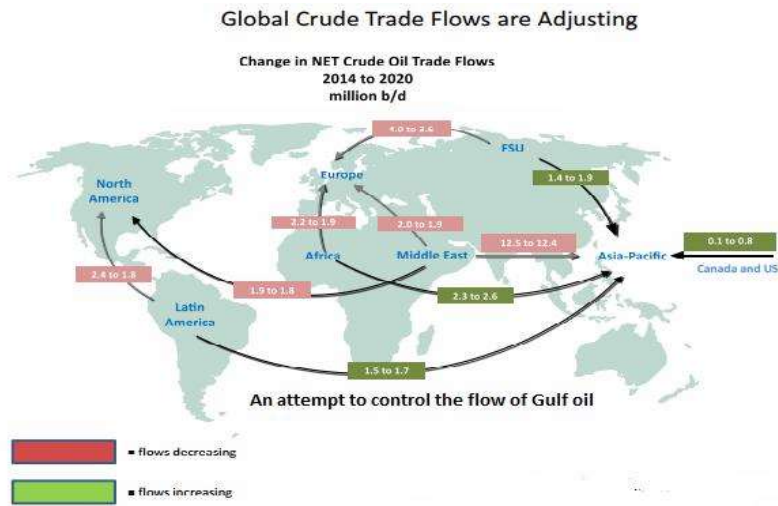 Global Crude Trade Flows are Adjusting
Change in NET Crude Oil Trade Flows
2014 to 2020
million b/d
4.0 to 3.6
FSU
Europe
1.4 to 1.9
North
America
2.2 to 1.9
2.0 to 1.9
Africa
Middle East
12.5 to 12.4
Asia-Pacific
0.1 to 0.8
Canada and US
2.4 to 1.8
1.9 to 1.8
2.3 to 2.6
Latin
America
1.5 to 1.7
An attempt to control the flow of Gulf oil
= flows decreasing
= flows increasing